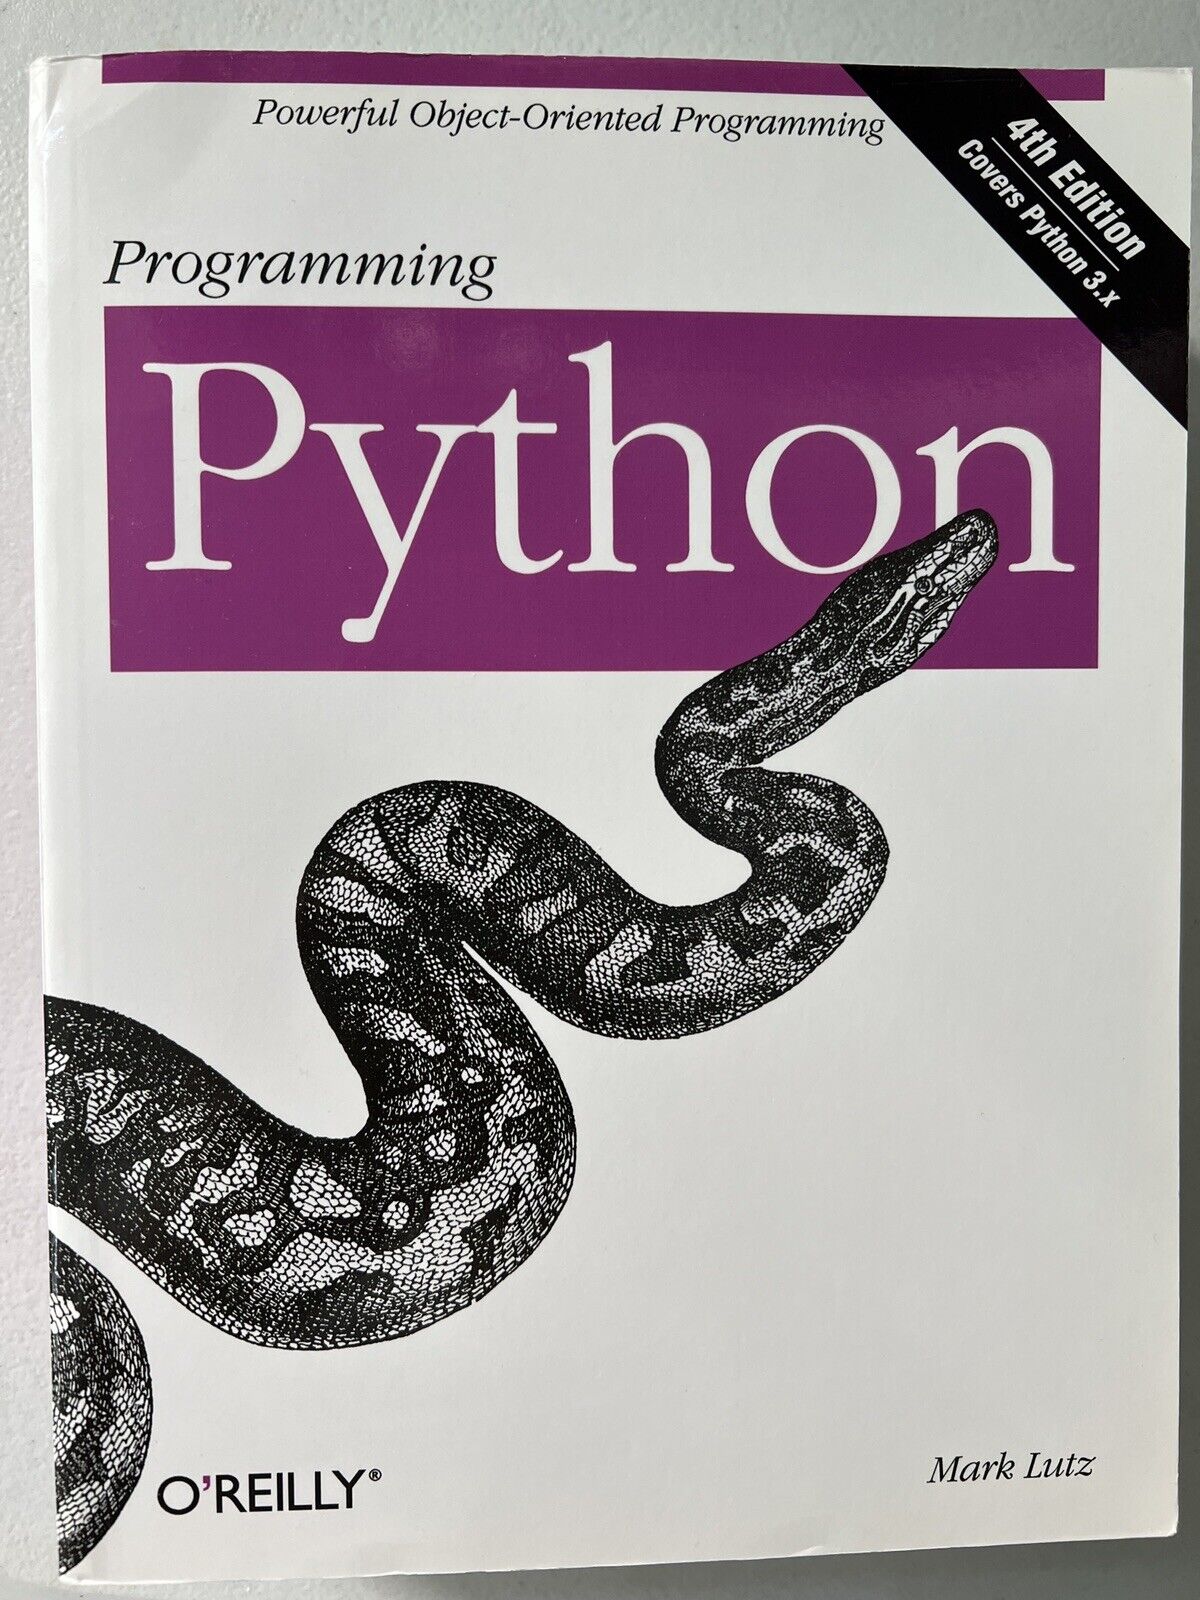 Powerful Object-Oriented Programming
4th Edition
Covers Python 3.x
Programming
Python
O'REILLY®
Mark Lutz